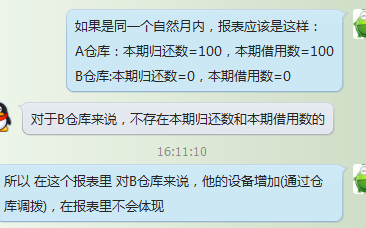 如果是同一个自然月内，报表应该是这样：
A仓库：本期归还数=100，本期借用数=100
B仓库:本期归还数=0，本期借用数=0
对于B仓库来说，不存在本期归还数和本期借用数的
16:11:10
所以 在这个报表里 对B仓库来说，他的设备增加(通过仓
库调拨)，在报表里不会体现